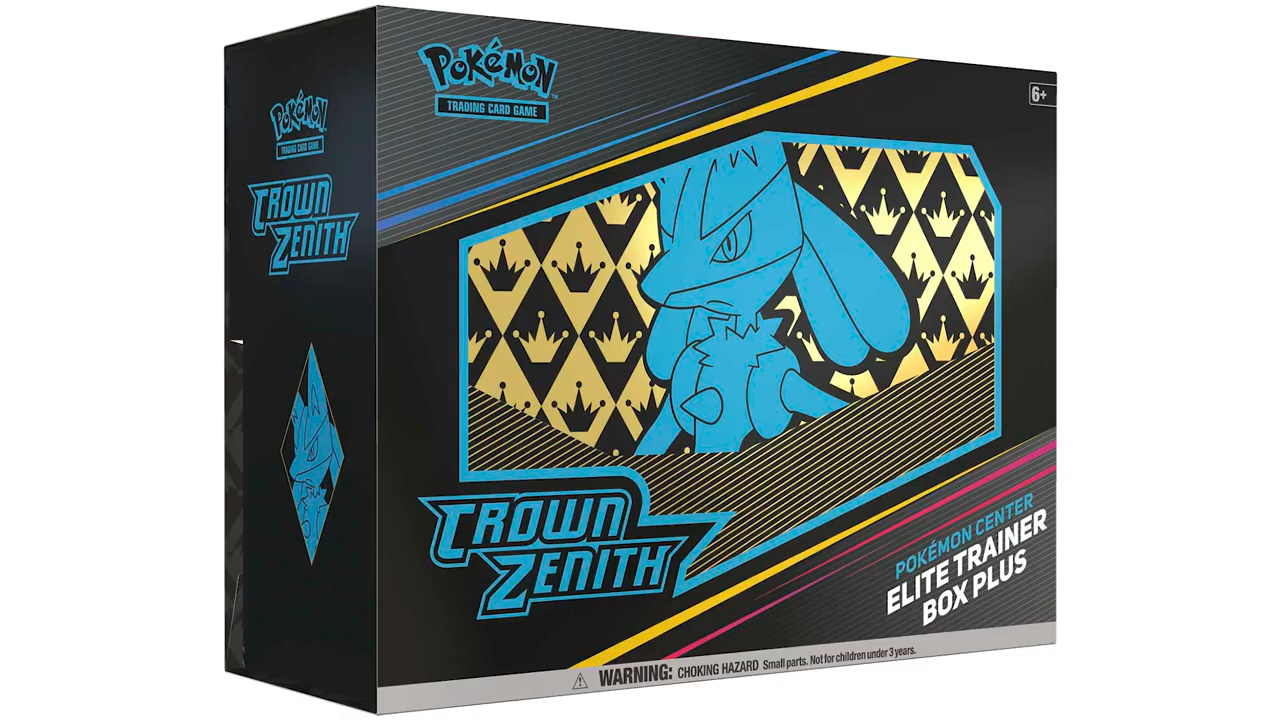 POKéMON
TRADING CARD GAME
CROWN
ZENITH
POKéMON™
TRADING CARD GAME
6+
CROWN
ZENITH
POKÉMON CENTER
ELITE TRAINER
BOX PLUS
WARNING: CHOKING HAZARD Small parts. Not for children under 3 years.